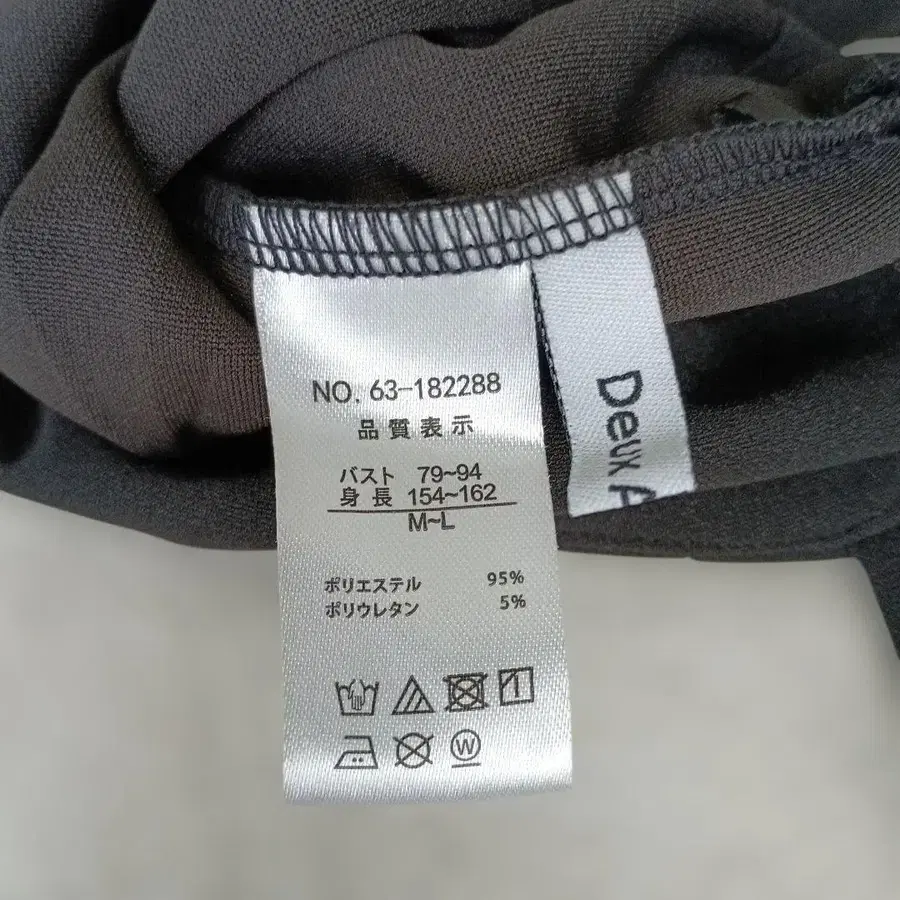 NO. 63-182288
品質表示
バスト 79~94
身長 154~162
M~L
ポリエステル 95%
ポリウレタン 5%
W
Deux A